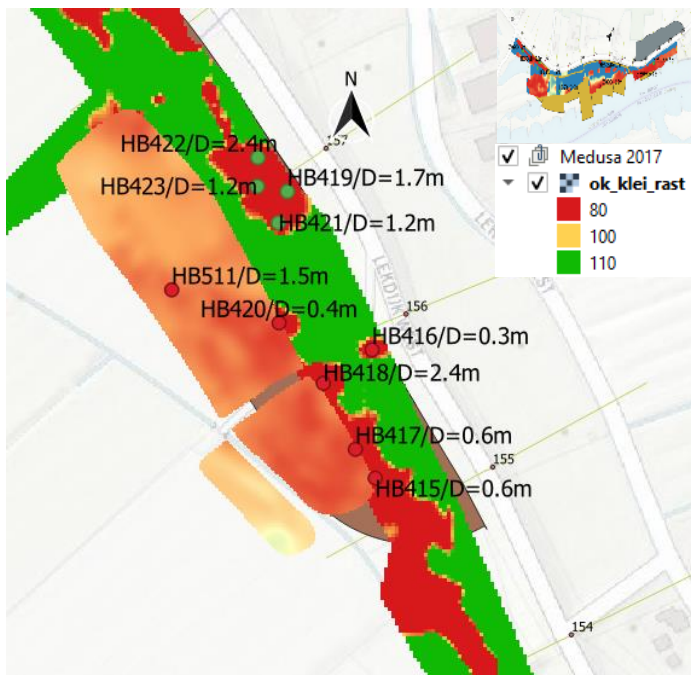 N
157
HB422/D=2.4m
HB423/D=1.2m
HB419/D=1.7m
HB421/D=1.2m
HB511/D=1.5m
HB420/D=0.4m
156
HB416/D=0.3m
HB418/D=2.4m
HB417/D=0.6m
155
HB415/D=0.6m
154
Medusa 2017
ok_klei_rast
80
100
110